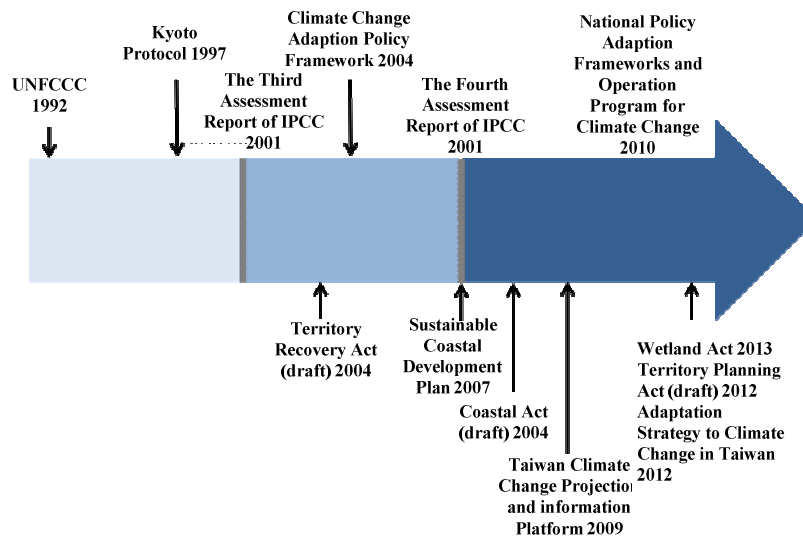 UNFCCC
1992
Kyoto
Protocol 1997
The Third
Assessment
Report of IPCC
2001
Climate Change
Adaption Policy
Framework 2004
The Fourth
Assessment
Report of IPCC
2001
National Policy
Adaption
Frameworks and
Operation
Program for
Climate Change
2010
Territory
Recovery Act
(draft) 2004
Sustainable
Coastal
Development
Plan 2007
Coastal Act
(draft) 2004
Taiwan Climate
Change Projection
and information
Platform 2009
Wetland Act 2013
Territory Planning
Act (draft) 2012
Adaptation
Strategy to Climate
Change in Taiwan
2012